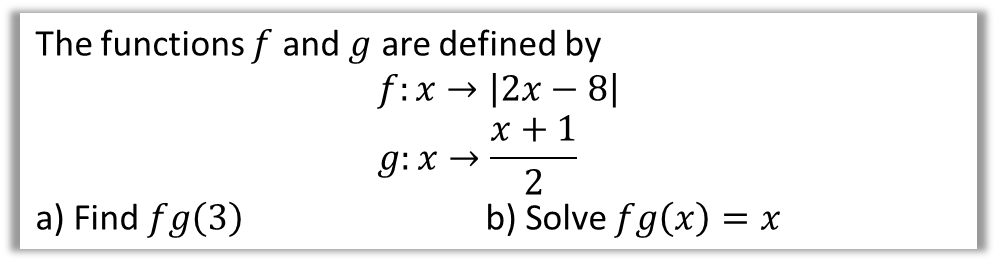 The functions f and g are defined by
f: x → |2x − 8|
g: x → x + 1
2
a) Find fg(3) b) Solve fg(x) = x